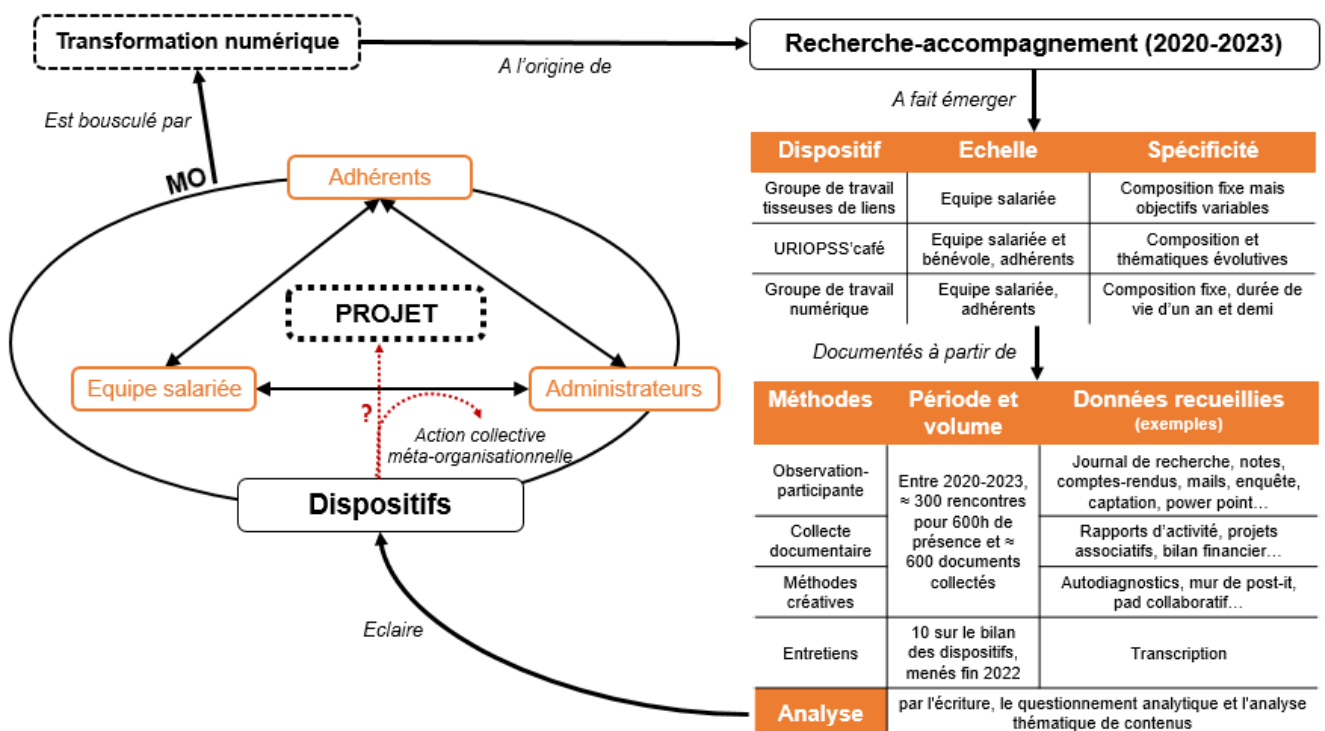 Transformation numérique
A l'origine de
Recherche-accompagnement (2020-2023)
Est bousculé par
A fait émerger
MO
Adhérents
PROJET
Equipe salariée
Administrateurs
?
Action collective
méta-organisationnelle
Dispositifs
Eclaire
Dispositif Echelle Spécificité
Groupe de travail
tisseuses de liens
Equipe salariée
Composition fixe mais
objectifs variables
URIOPSS'café
Equipe salariée et
bénévole, adhérents
Composition et
thématiques évolutives
Groupe de travail
numérique
Equipe salariée,
adhérents
Composition fixe, durée de
vie d'un an et demi
Documentés à partir de
Méthodes
Période et
volume
Données recueillies
(exemples)
Observation-
participante
Entre 2020-2023,
≈ 300 rencontres
pour 600h de
présence et ≈
600 documents
collectés
Journal de recherche, notes,
comptes-rendus, mails, enquête,
captation, power point…
Collecte
documentaire
Rapports d'activité, projets
associatifs, bilan financier…
Méthodes
créatives
Autodiagnostics, mur de post-it,
pad collaboratif…
Entretiens
10 sur le bilan
des dispositifs,
menés fin 2022
Transcription
Analyse
par l'écriture, le questionnement analytique et l'analyse
thématique de contenus